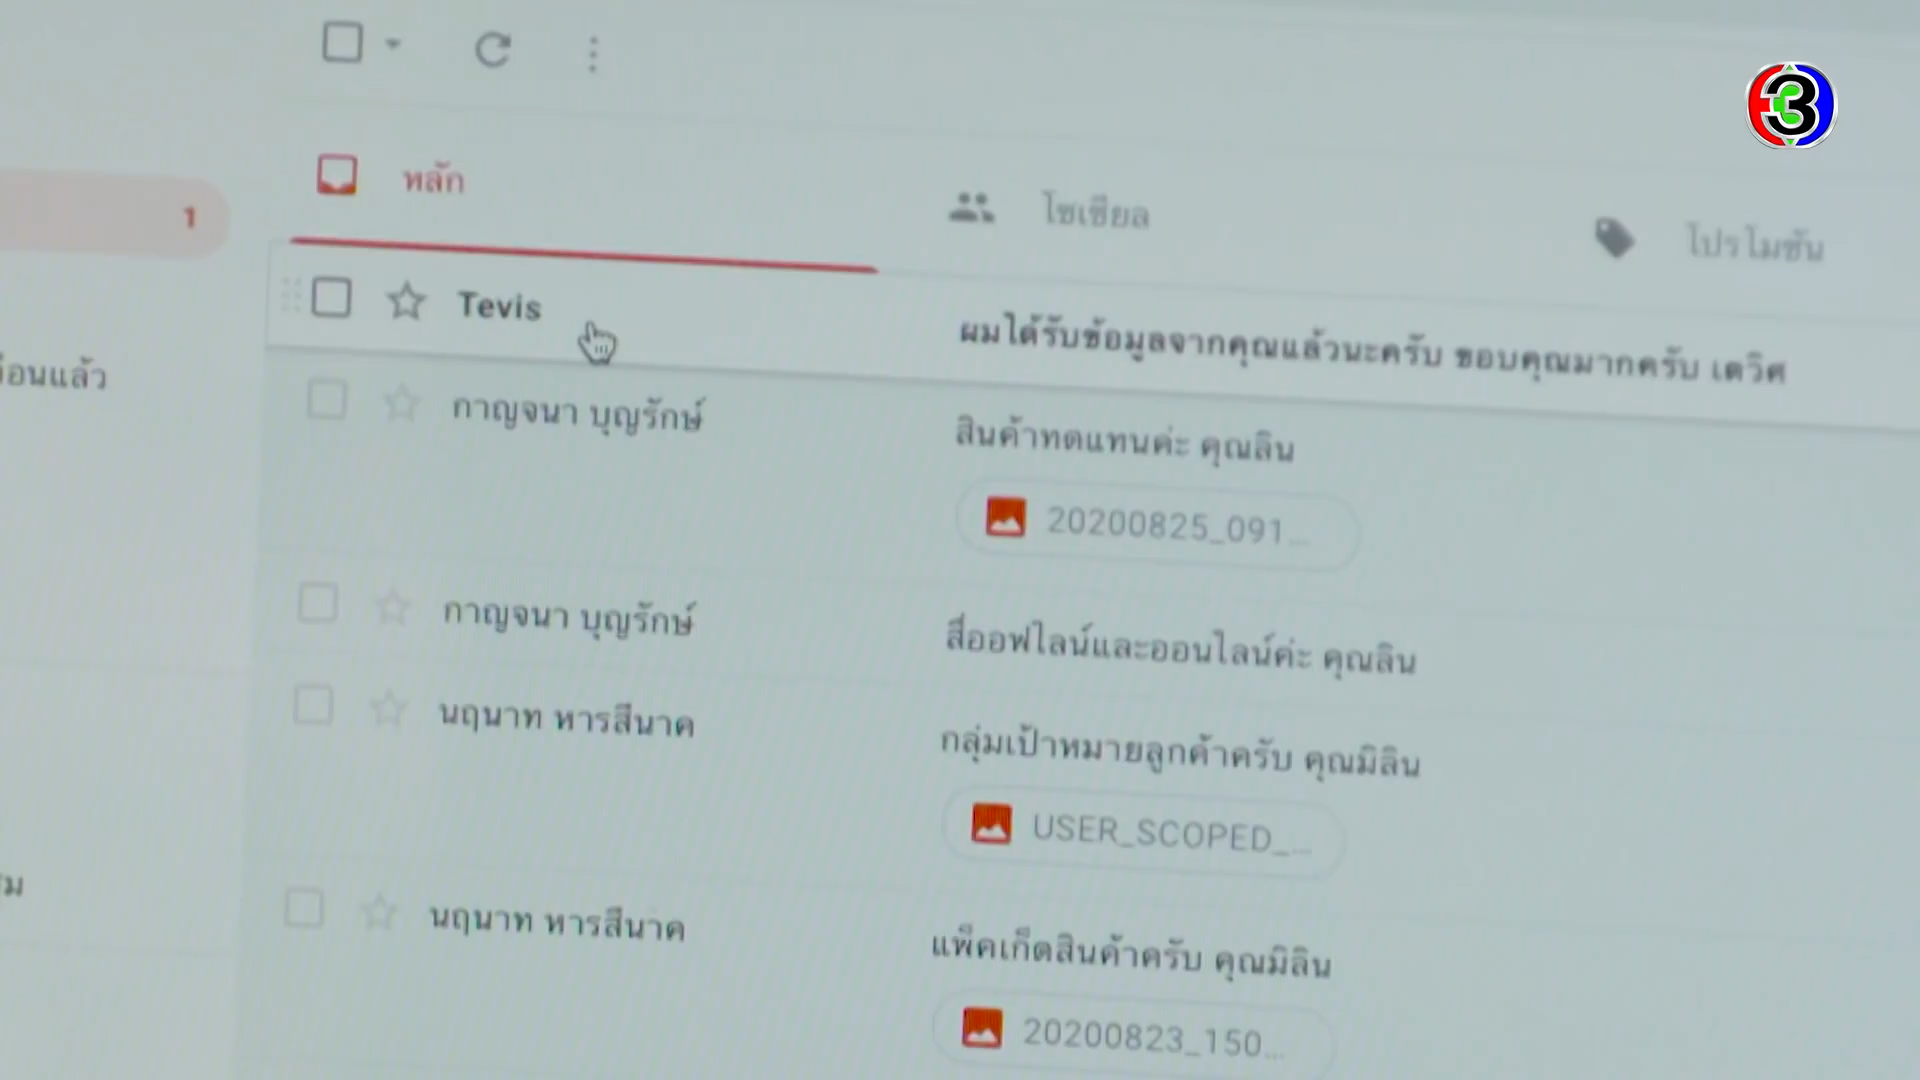 3
หลัก
โซเชียล
โปรโมชัน
1
Tevis
ผมได้รับข้อมูลจากคุณแล้วนะครับ ขอบคุณมากครับ เตวิศ
กาญจนา บุญรักษ์
สินค้าทดแทนค่ะ คุณลิน
20200825_091...
กาญจนา บุญรักษ์
สื่ออฟไลน์และออนไลน์ค่ะ คุณลิน
นฤนาท หารสีนาค
กลุ่มเป้าหมายลูกค้าครับ คุณมิลิน
USER_SCOPED_...
นฤนาท หารสีนาค
แพ็คเก็ตสินค้าครับ คุณมิลิน
20200823_150...